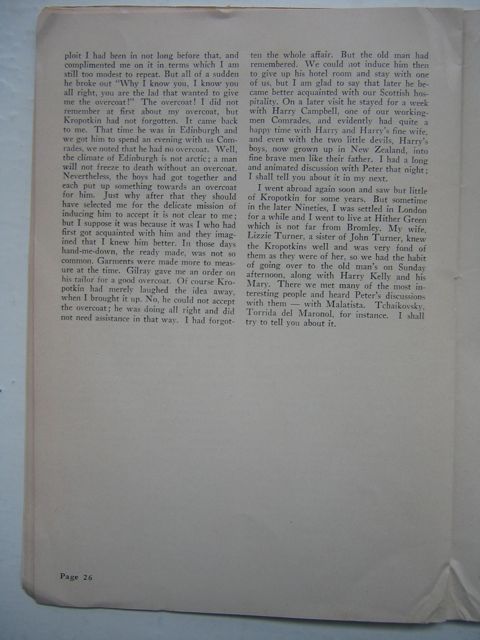 ploit I had been in not long before that, and
complimented me on it in terms which I am
still too modest to repeat. But all of a sudden
he broke out "Why I know you, I know you
all right, you are the lad that wanted to give
me the overcoat!" The overcoat! I did not
remember at first about my overcoat, but
Kropotkin had not forgotten. It came back
to me. That time he was in Edinburgh and
we got him to spend an evening with us Com-
rades, we noted that he had no overcoat. Well,
the climate of Edinburgh is not arctic; a man
will not freeze to death without an overcoat.
Nevertheless, the boys had got together and
each put up something towards an overcoat
for him. Just why after that they should
have selected me for the delicate mission of
inducing him to accept it is not clear to me;
but I suppose it was because it was I who had
first got acquainted with him and they imag-
ined that I knew him better. In those days
hand-me-down, the ready made, was not so
common. Garments were made more to meas-
ure at the time. Gilray gave me an order on
his tailor for a good overcoat. Of course Kro-
potkin had merely laughed the idea away,
when I brought it up. No, he could not accept
the overcoat; he was doing all right and did
not need assistance in that way. I had forgot-
ten the whole affair. But the old man had
remembered. We could not induce him then
to give up his hotel room and stay with one
of us, but I am glad to say that later he be-
came better acquainted with our Scottish hos-
pitality. On a later visit he stayed for a week
with Harry Campbell, one of our working-
men Comrades, and evidently had quite a
happy time with Harry and Harry's fine wife,
and even with the two little devils, Harry's
boys, now grown up in New Zealand, into
fine brave men like their father. I had a long
and animated discussion with Peter that night;
I shall tell you about it in my next.
I went abroad again soon and saw but little
of Kropotkin for some years. But sometime
in the later Nineties, I was settled in London
for a while and I went to live at Hither Green
which is not far from Bromley. My wife,
Lizzie Turner, a sister of John Turner, knew
the Kropotkins well and was very fond of
them as they were of her, so we had the habit
of going over to the old man's on Sunday
afternoon, along with Harry Kelly and his
Mary. There we met many of the most in-
teresting people and heard Peter's discussions
with them — with Malatista. Tchaikovsky,
Torrida del Maronol, for instance. I shall
try to tell you about it.
Page 26